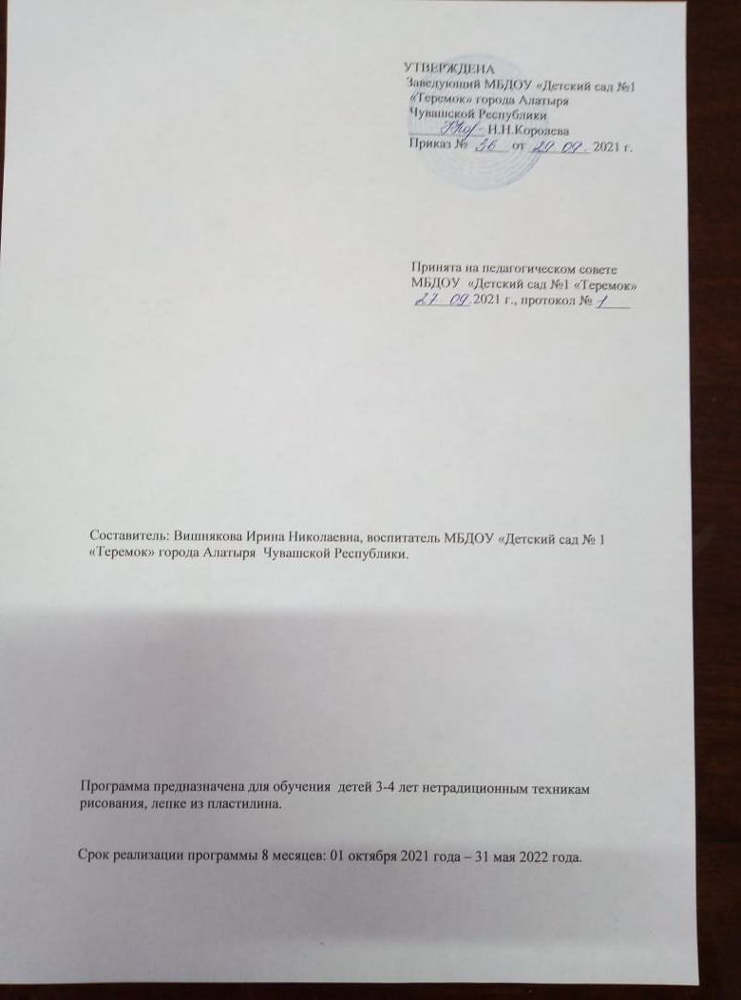 УТВЕРЖДЕНА
Заведующий МБДОУ «Детский сад №1
«Теремок» города Алатыря
Чувашской Республики
Н.Н.Королева
Приказ № 36 от 29.09. 2021 г.
Принята на педагогическом совете
МБДОУ «Детский сад №1 «Теремок»
27. 09.2021 г., протокол № 1
Составитель: Вишнякова Ирина Николаевна, воспитатель МБДОУ «Детский сад № 1
«Теремок» города Алатыря Чувашской Республики.
Программа предназначена для обучения детей 3-4 лет нетрадиционным техникам
рисования, лепке из пластилина.
Срок реализации программы 8 месяцев: 01 октября 2021 года – 31 мая 2022 года.